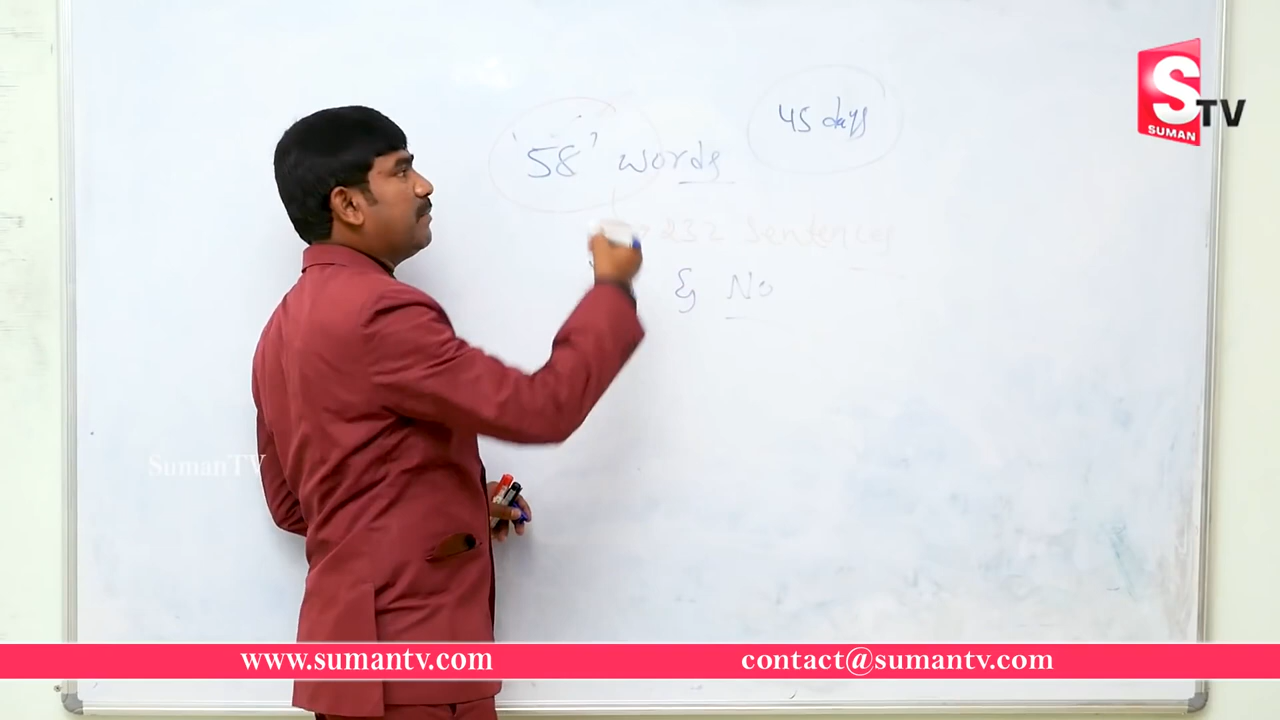 45 days
'58' words
232 Sentences
& No
S
SUMAN
TV
SumanTV
www.sumantv.com
contact@sumantv.com